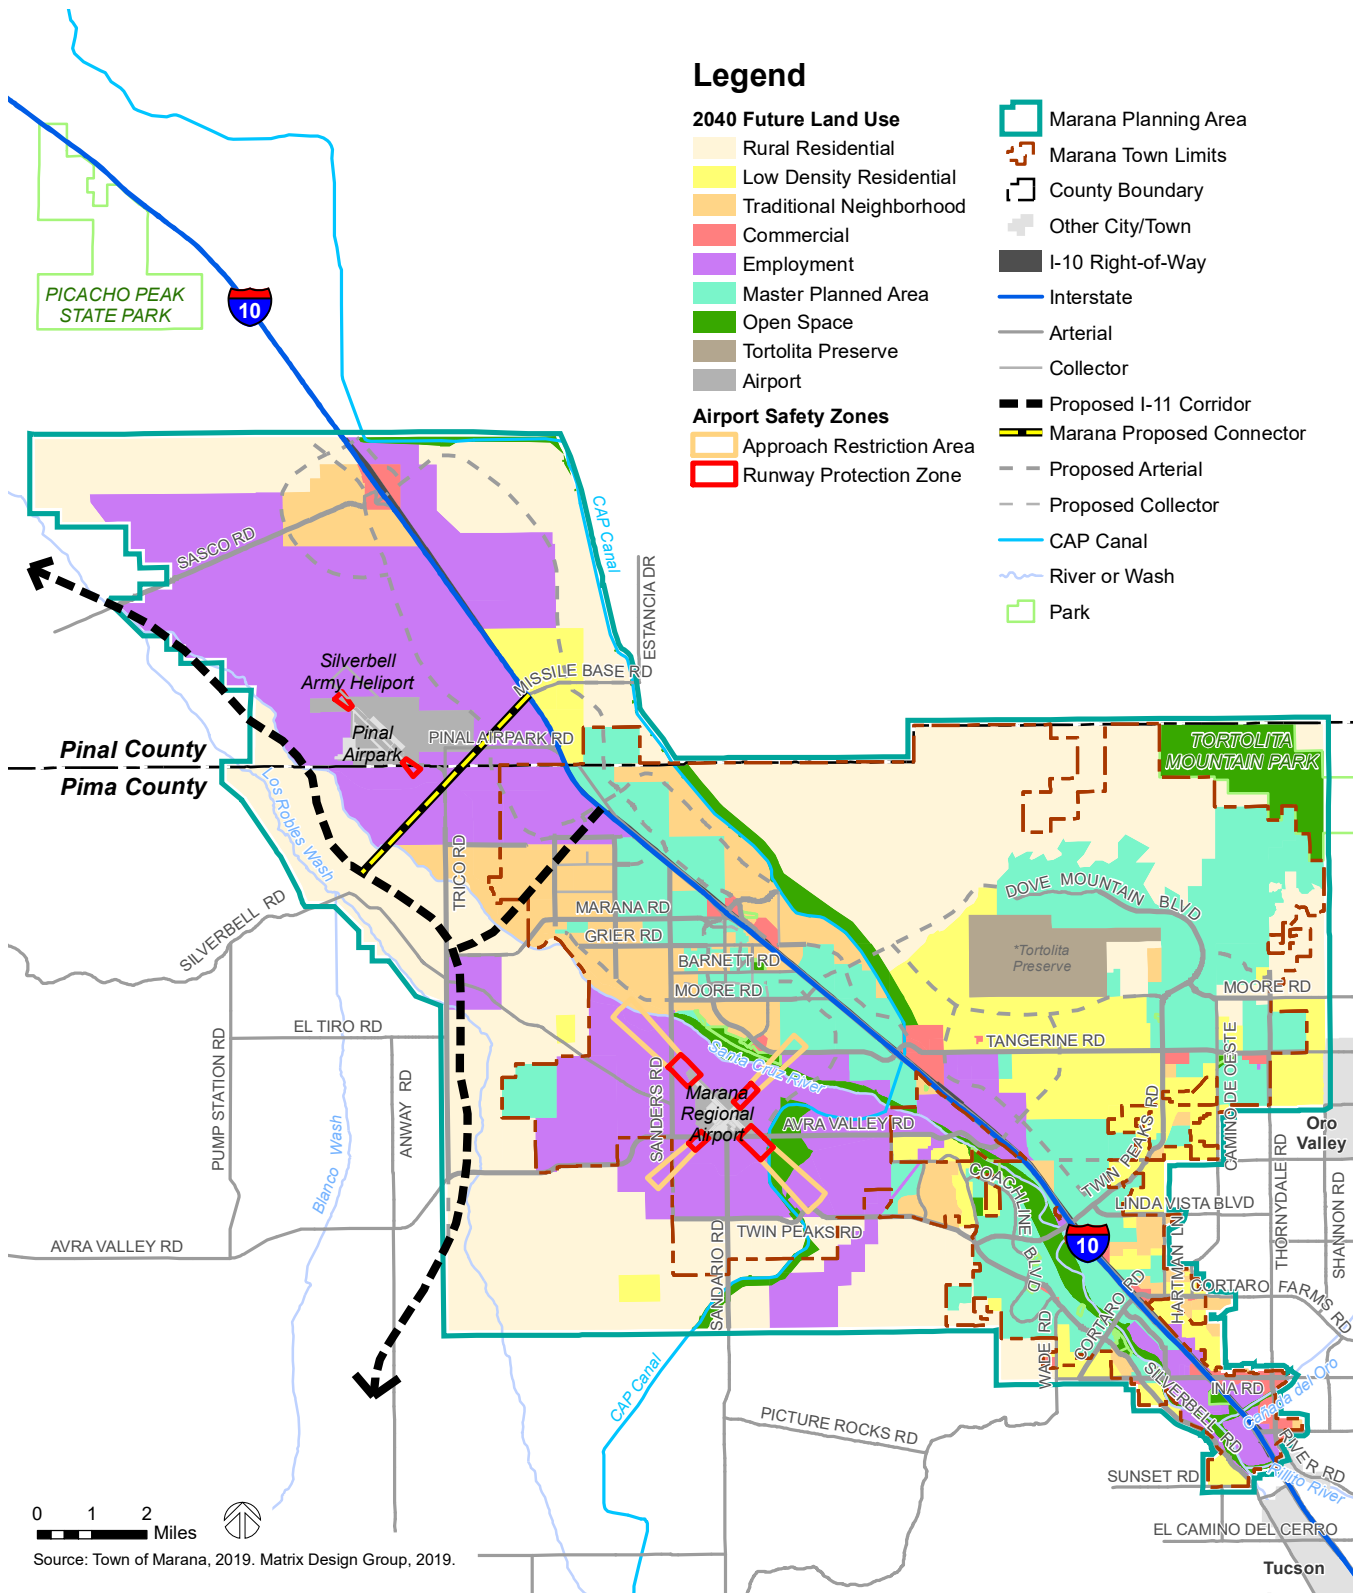 Legend
2040 Future Land Use
Rural Residential
Low Density Residential
Traditional Neighborhood
Commercial
Employment
Master Planned Area
Open Space
Tortolita Preserve
Airport
Airport Safety Zones
Approach Restriction Area
Runway Protection Zone
Marana Planning Area
Marana Town Limits
County Boundary
Other City/Town
I-10 Right-of-Way
Interstate
Arterial
Collector
Proposed I-11 Corridor
Marana Proposed Connector
Proposed Arterial
Proposed Collector
CAP Canal
River or Wash
Park
PICACHO PEAK
STATE PARK
10
CAP Canal
SASCO RD
ESTANCIA DR
Silverbell
Army Heliport
MISSILE BASE RD
Pinal
Airpark
PINAL AIRPARK RD
Pinal County
Pima County
TORTOLITA
MOUNTAIN PARK
Los Robles Wash
TRICO RD
SILVERBELL RD
DOVE MOUNTAIN BLVD
MARANA RD
GRIER RD
BARNETT RD
MOORE RD
*Tortolita
Preserve
MOORE RD
EL TIRO RD
TANGERINE RD
Santa Cruz River
PUMP STATION RD
ANWAY RD
SANDERS RD
Marana
Regional
Airport
AVRA VALLEY RD
CAMINO DE OESTE
Oro
Valley
Blanco Wash
TWIN PEAKS RD
COACHLINE BLVD
LINDA VISTA BLVD
THORNYDALE RD
SHANNON RD
HARTMAN LN
AVRA VALLEY RD
TWIN PEAKS RD
10
SANDARIO RD
CORTARO FARMS RD
CORTARO RD
WADE RD
CAP Canal
SILVERBELL RD
INA RD
Cañada del Oro
PICTURE ROCKS RD
RIVER RD
SUNSET RD
Rillito River
EL CAMINO DEL CERRO
Tucson
0 1 2
Miles
Source: Town of Marana, 2019. Matrix Design Group, 2019.